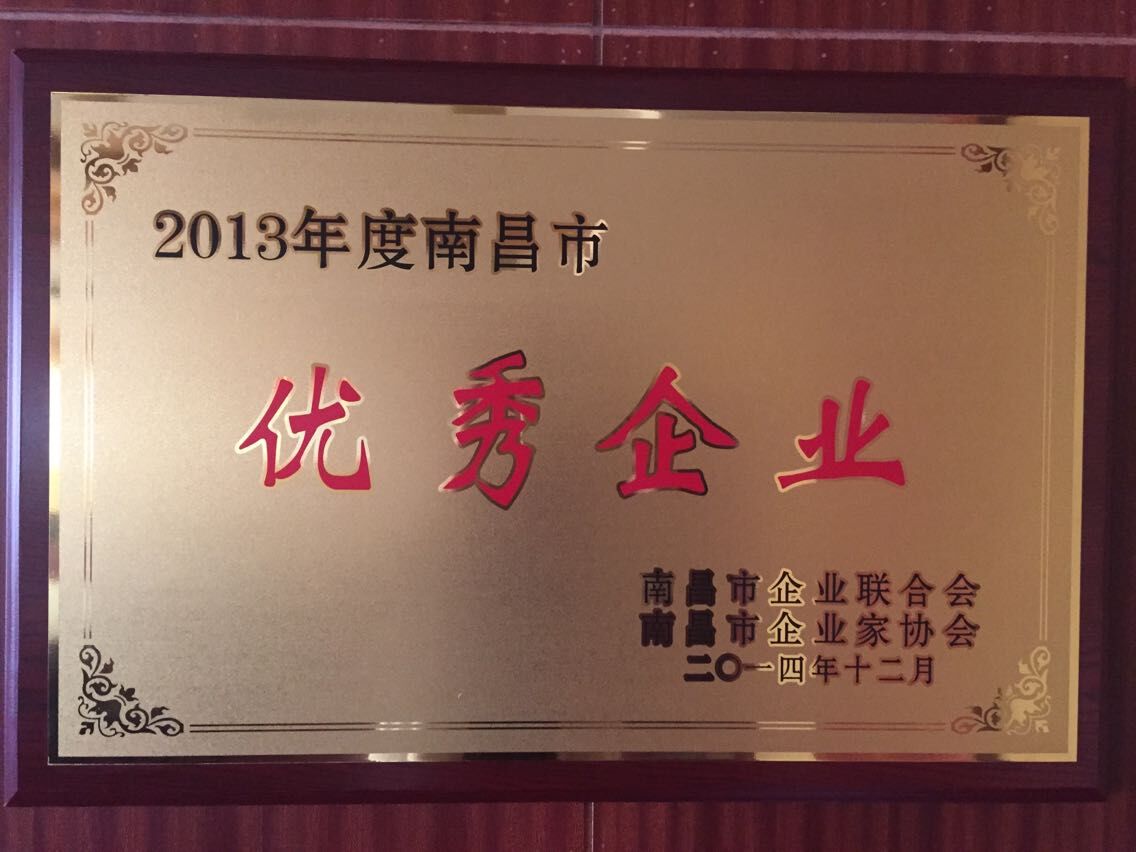 2013年度南昌市
优秀企业
南昌市企业联合会
南昌市企业家协会
二〇一四年十二月